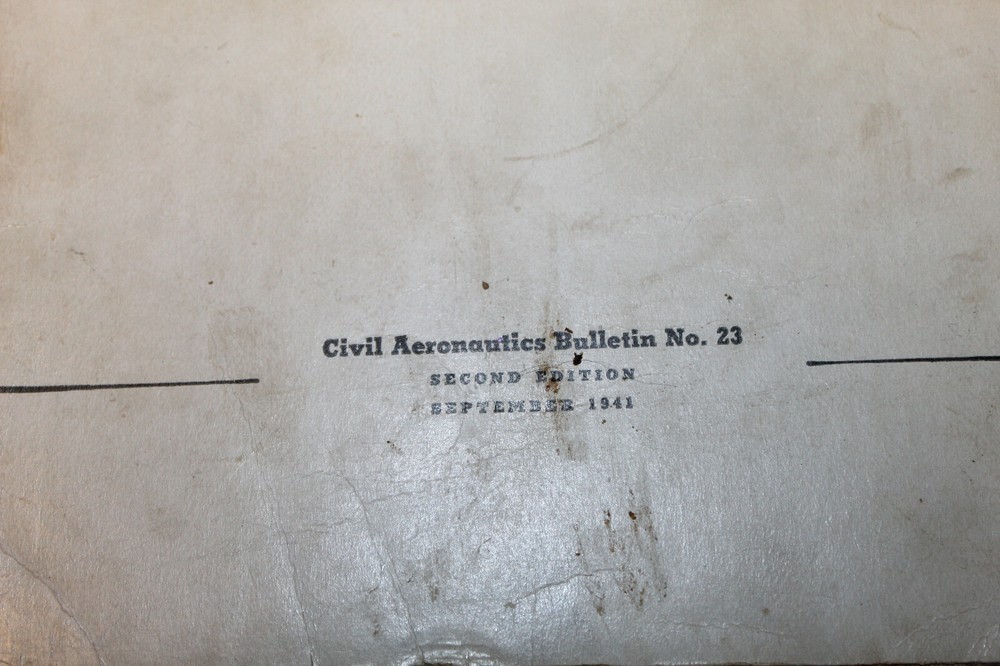 Civil Aeronautics Bulletin No. 23
SECOND EDITION
SEPTEMBER 1941